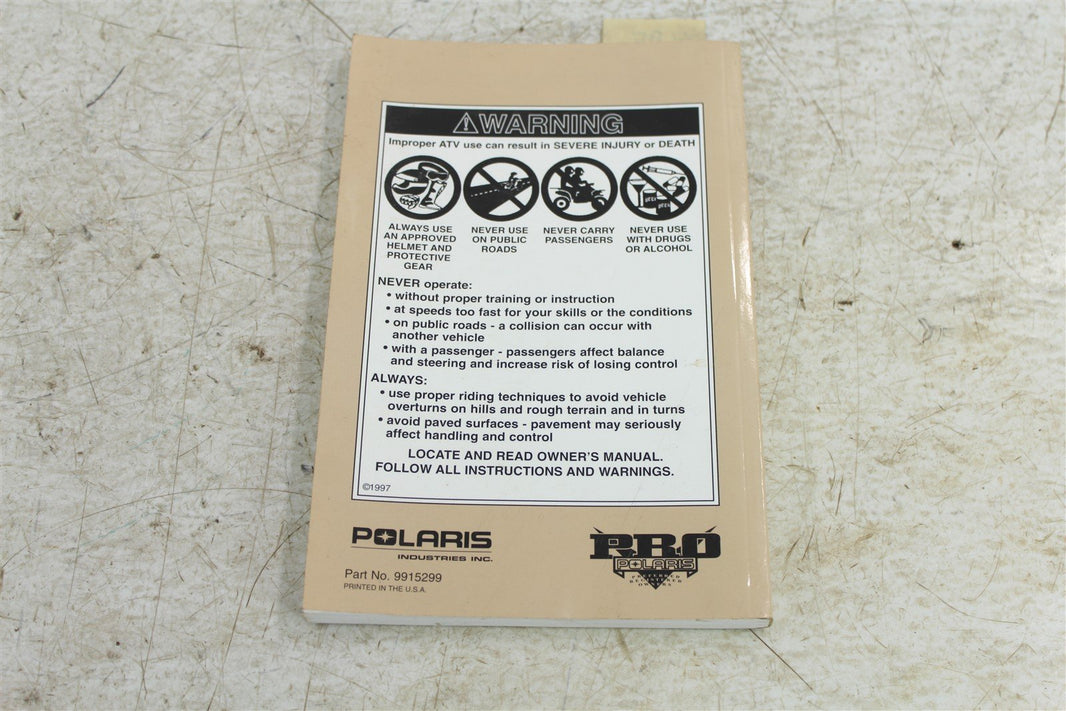 ⚠WARNING
Improper ATV use can result in SEVERE INJURY or DEATH
ALWAYS USE
AN APPROVED
HELMET AND
PROTECTIVE
GEAR
NEVER USE
ON PUBLIC
ROADS
NEVER CARRY
PASSENGERS
NEVER USE
WITH DRUGS
OR ALCOHOL
NEVER operate:
• without proper training or instruction
• at speeds too fast for your skills or the conditions
• on public roads - a collision can occur with
another vehicle
• with a passenger - passengers affect balance
and steering and increase risk of losing control
ALWAYS:
• use proper riding techniques to avoid vehicle
overturns on hills and rough terrain and in turns
• avoid paved surfaces - pavement may seriously
affect handling and control
LOCATE AND READ OWNER'S MANUAL.
FOLLOW ALL INSTRUCTIONS AND WARNINGS.
©1997
POLARIS
INDUSTRIES INC.
Part No. 9915299
PRINTED IN THE U.S.A.
PRO
POLARIS
PREFERRED
REGISTERED
OWNERS